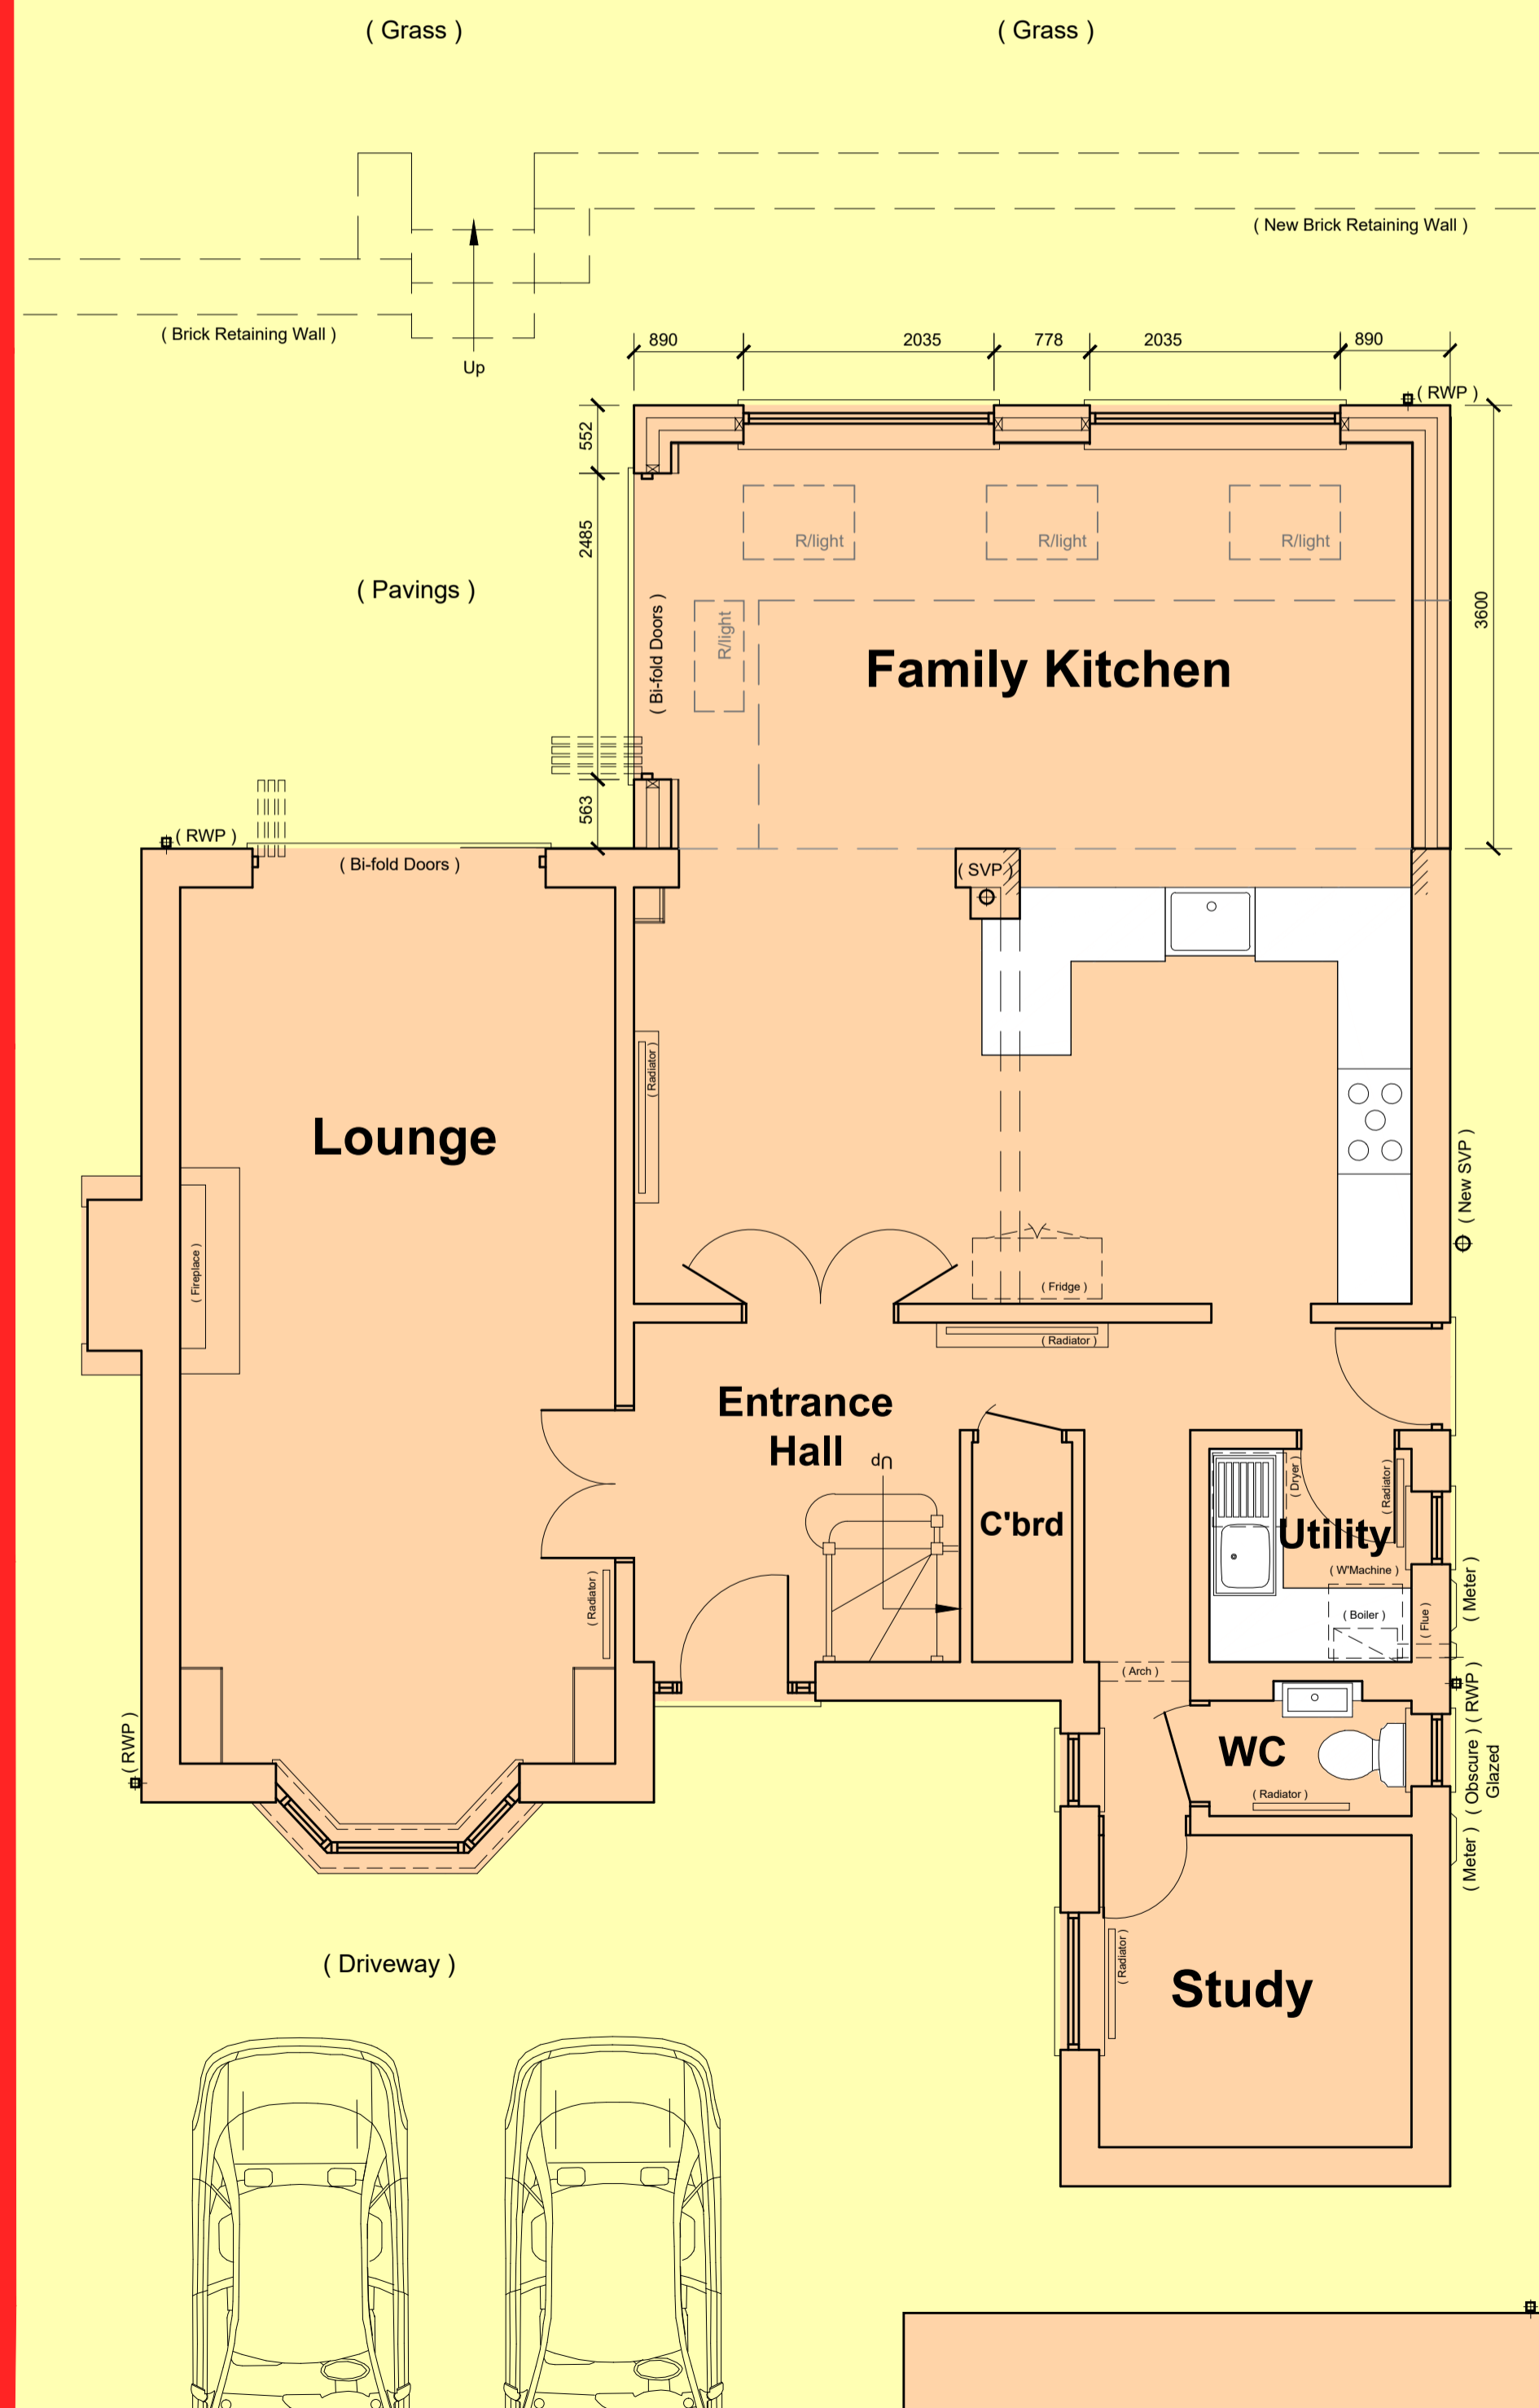 ( Grass )
( Grass )
( New Brick Retaining Wall )
( Brick Retaining Wall )
Up
890
2035
778
2035
890
( RWP )
552
2485
563
3600
R/light
R/light
R/light
R/light
( Pavings )
( Bi-fold Doors )
Family Kitchen
( RWP )
( Bi-fold Doors )
( SVP )
( Radiator )
Lounge
( New SVP )
( Fireplace )
( Fridge )
( Radiator )
Entrance
Hall
Up
C'brd
( Dryer )
( Radiator )
Utility
( W'Machine )
( Boiler )
( Flue )
( Meter )
( Radiator )
( Arch )
( RWP )
( RWP )
WC
( Obscure )
Glazed
( Radiator )
( Meter )
( Driveway )
( Radiator )
Study